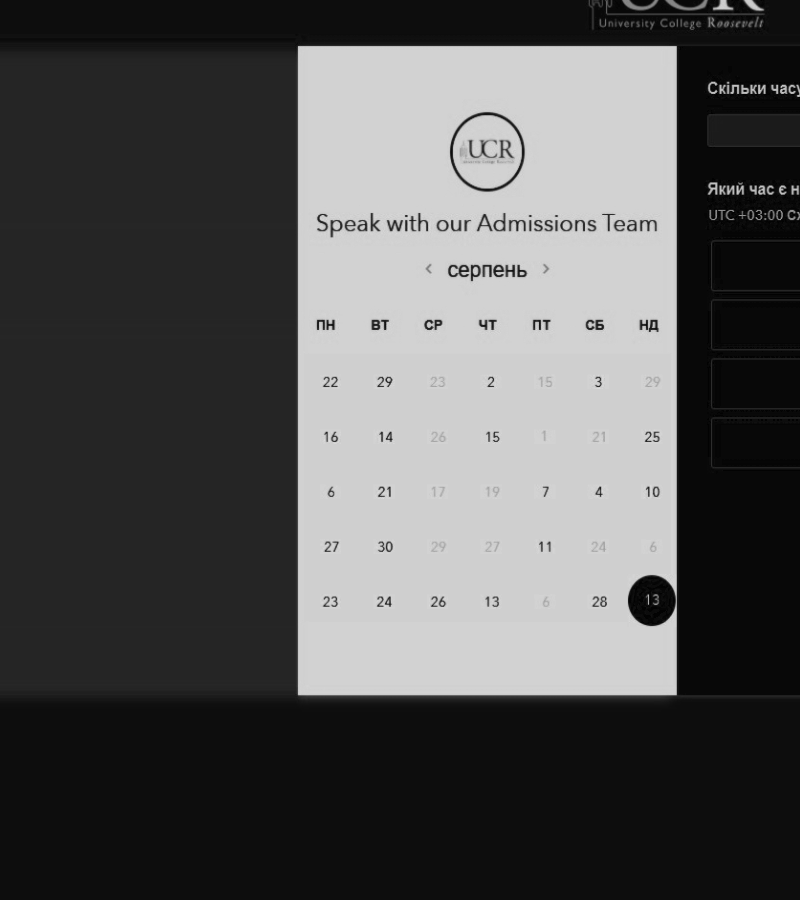 UCR
University College Roosevelt
UCR
Speak with our Admissions Team
< серпень >
ПН ВТ СР ЧТ ПТ СБ НД
22 29 23 2 15 3 29
16 14 26 15 1 21 25
6 21 17 19 7 4 10
27 30 29 27 11 24 6
23 24 26 13 6 28 13
Скільки часу
Який час є н
UTC +03:00 Сх